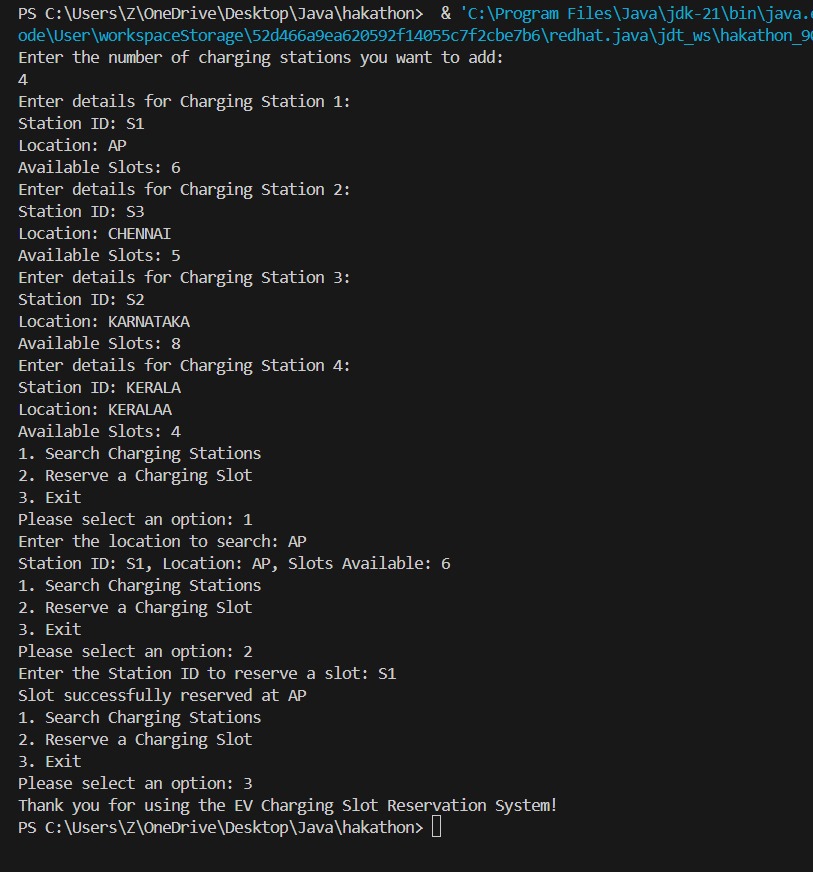 PS C:\Users\Z\OneDrive\Desktop\Java\hakathon>  & 'C:\Program Files\Java\jdk-21\bin\java.
ode\User\workspaceStorage\52d466a9ea620592f14055c7f2cbe7b6\redhat.java\jdt_ws\hakathon_
Enter the number of charging stations you want to add:
4
Enter details for Charging Station 1:
Station ID: S1
Location: AP
Available Slots: 6
Enter details for Charging Station 2:
Station ID: S3
Location: CHENNAI
Available Slots: 5
Enter details for Charging Station 3:
Station ID: S2
Location: KARNATAKA
Available Slots: 8
Enter details for Charging Station 4:
Station ID: KERALA
Location: KERALAA
Available Slots: 4
1. Search Charging Stations
2. Reserve a Charging Slot
3. Exit
Please select an option: 1
Enter the location to search: AP
Station ID: S1, Location: AP, Slots Available: 6
1. Search Charging Stations
2. Reserve a Charging Slot
3. Exit
Please select an option: 2
Enter the Station ID to reserve a slot: S1
Slot successfully reserved at AP
1. Search Charging Stations
2. Reserve a Charging Slot
3. Exit
Please select an option: 3
Thank you for using the EV Charging Slot Reservation System!
PS C:\Users\Z\OneDrive\Desktop\Java\hakathon>